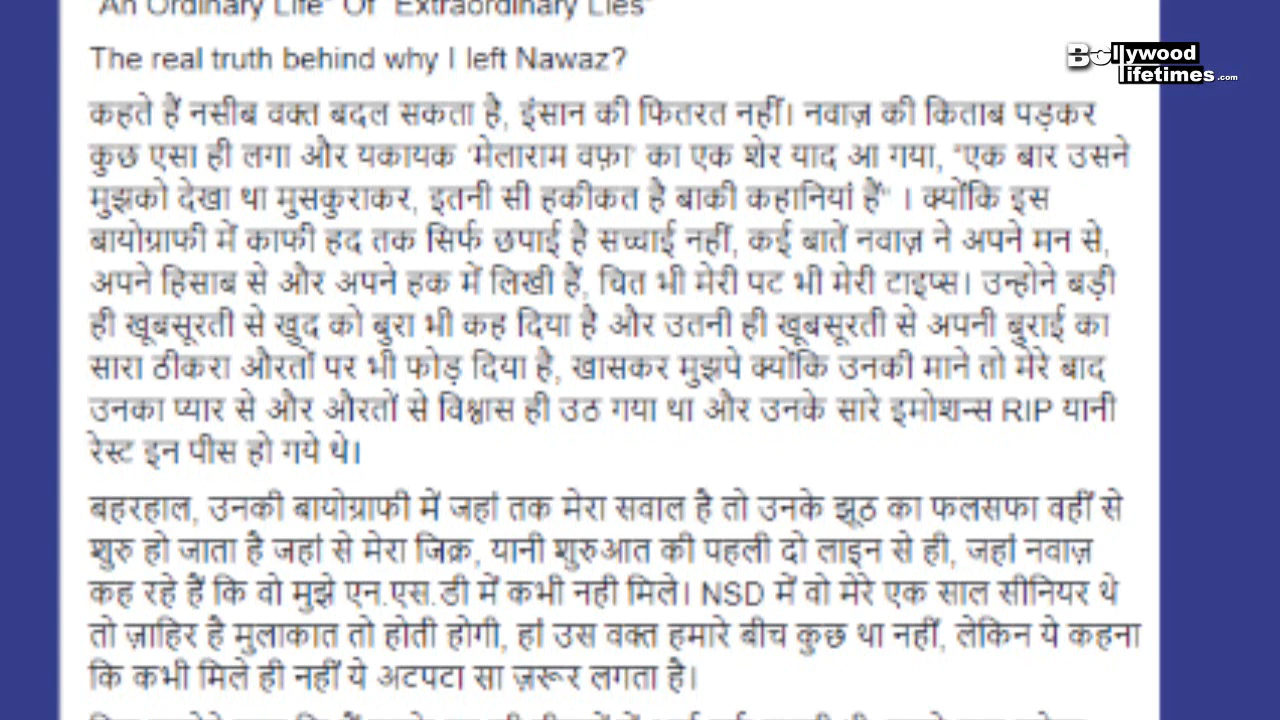 "An Ordinary Life" Of "Extraordinary Lies"
The real truth behind why I left Nawaz?
Bollywood
lifetimes.com
कहते हैं नसीब वक्त बदल सकता है, इंसान की फितरत नहीं। नवाज़ की किताब पड़कर
कुछ एसा ही लगा और यकायक 'मेलाराम वफ़ा' का एक शेर याद आ गया, "एक बार उसने
मुझको देखा था मुसकुराकर, इतनी सी हकीकत है बाकी कहानियां हैं" । क्योंकि इस
बायोग्राफी में काफी हद तक सिर्फ छपाई है सच्चाई नहीं, कई बातें नवाज़ ने अपने मन से,
अपने हिसाब से और अपने हक में लिखी हैं, चित भी मेरी पट भी मेरी टाइप्स। उन्होने बड़ी
ही खूबसूरती से खुद को बुरा भी कह दिया है और उतनी ही खूबसूरती से अपनी बुराई का
सारा ठीकरा औरतों पर भी फोड़ दिया है, खासकर मुझपे क्योंकि उनकी माने तो मेरे बाद
उनका प्यार से और औरतों से विश्वास ही उठ गया था और उनके सारे इमोशन्स RIP यानी
रेस्ट इन पीस हो गये थे।
बहरहाल, उनकी बायोग्राफी में जहां तक मेरा सवाल है तो उनके झूठ का फलसफा वहीं से
शुरु हो जाता है जहां से मेरा जिक्र, यानी शुरुआत की पहली दो लाइन से ही, जहां नवाज़
कह रहे हैं कि वो मुझे एन.एस.डी में कभी नही मिले। NSD में वो मेरे एक साल सीनियर थे
तो ज़ाहिर है मुलाकात तो होती होगी, हां उस वक्त हमारे बीच कुछ था नहीं, लेकिन ये कहना
कि कभी मिले ही नहीं ये अटपटा सा ज़रूर लगता है।